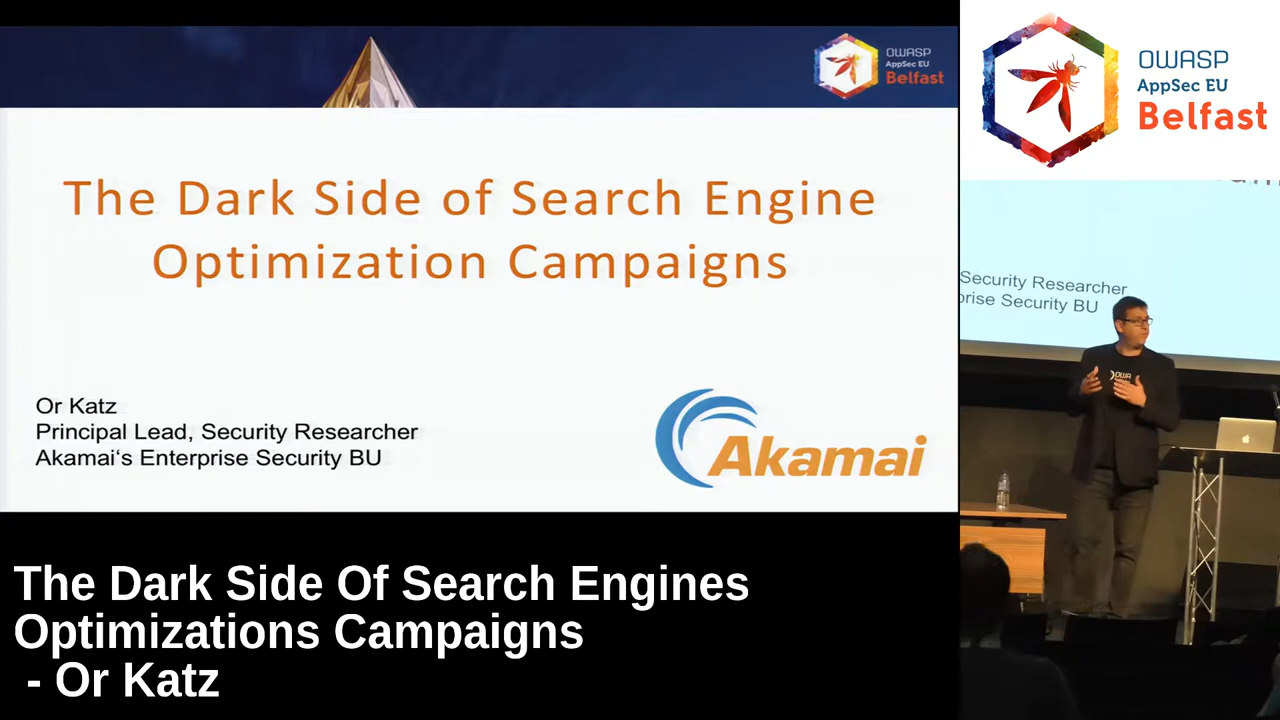 OWASP
AppSec EU
Belfast
The Dark Side of Search Engine
Optimization Campaigns
Or Katz
Principal Lead, Security Researcher
Akamai‘s Enterprise Security BU
Akamai
The Dark Side Of Search Engines
Optimizations Campaigns
- Or Katz
OWASP
AppSec EU
Belfast
Security Researcher
prise Security BU
OWA